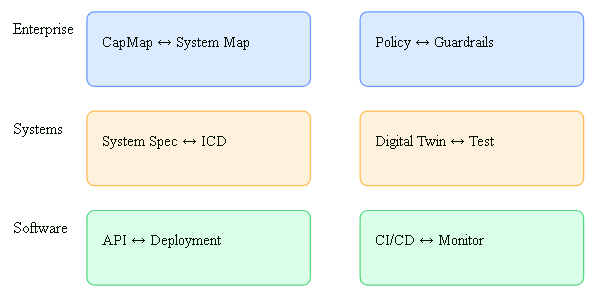 Enterprise
CapMap ↔ System Map
Policy ↔ Guardrails
Systems
System Spec ↔ ICD
Digital Twin ↔ Test
Software
API ↔ Deployment
CI/CD ↔ Monitor